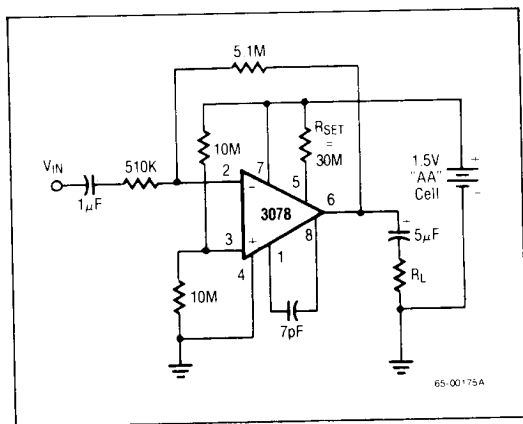 5.1M
10M
RSET
=
30M
VIN
1µF
510K
2
7
5
6
3078
3
4
1
8
1.5V
"AA"
Cell
+
-
-
+
+
5µF
RL
10M
7pF
65-00175A